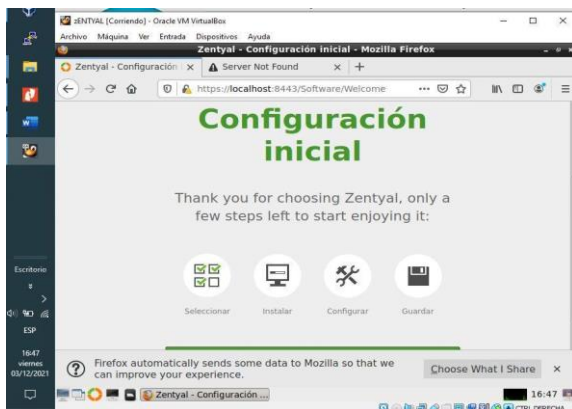 zENTYAL [Corriendo] - Oracle VM VirtualBox
Archivo Máquina Ver Entrada Dispositivos Ayuda
Zentyal - Configuración inicial - Mozilla Firefox
Zentyal - Configuración
Server Not Found
https://localhost:8443/Software/Welcome
Configuración
inicial
Thank you for choosing Zentyal, only a
few steps left to start enjoying it:
Seleccionar Instalar Configurar Guardar
Firefox automatically sends some data to Mozilla so that we
can improve your experience.
Choose What I Share
Zentyal - Configuración ...
16:47
CTRL DERECHA
Escritorio
ESP
16:47
viernes
03/12/2021